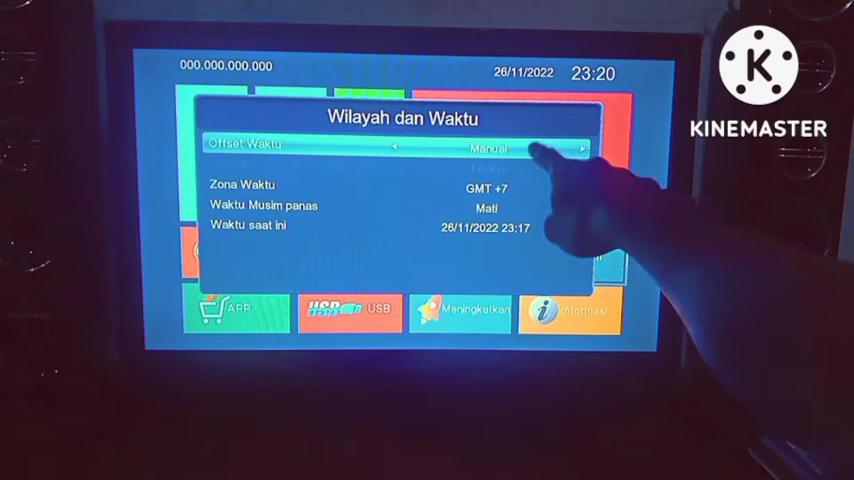 000.000.000.000
26/11/2022 23:20
Wilayah dan Waktu
Offset Waktu Manual
Zona Waktu GMT +7
Waktu Musim panas Mati
Waktu saat ini 26/11/2022 23:17
APP
USB USB
Meningkatkan
Informasi
K
KINEMASTER